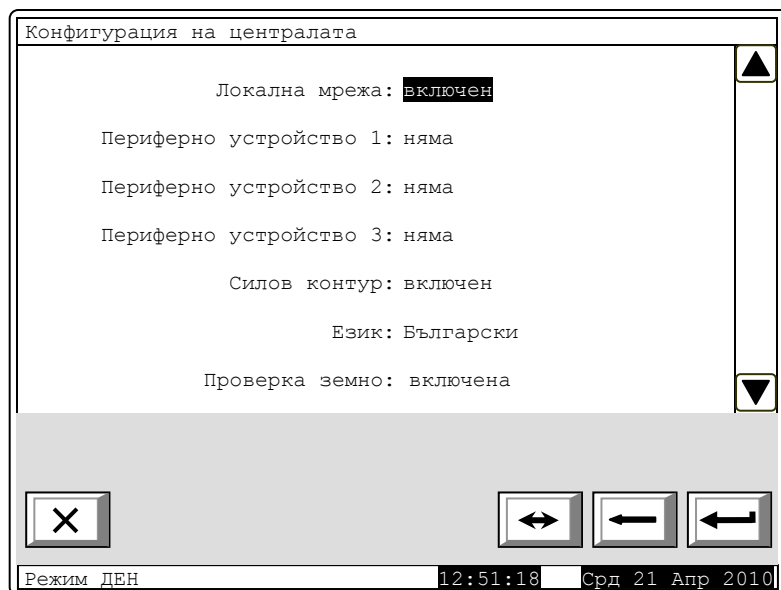 Конфигурация на централата
Локална мрежа: включен
Периферно устройство 1: няма
Периферно устройство 2: няма
Периферно устройство 3: няма
Силов контур: включен
Език: Български
Проверка земно: включена
Режим ДЕН 12:51:18 Срд 21 Апр 2010